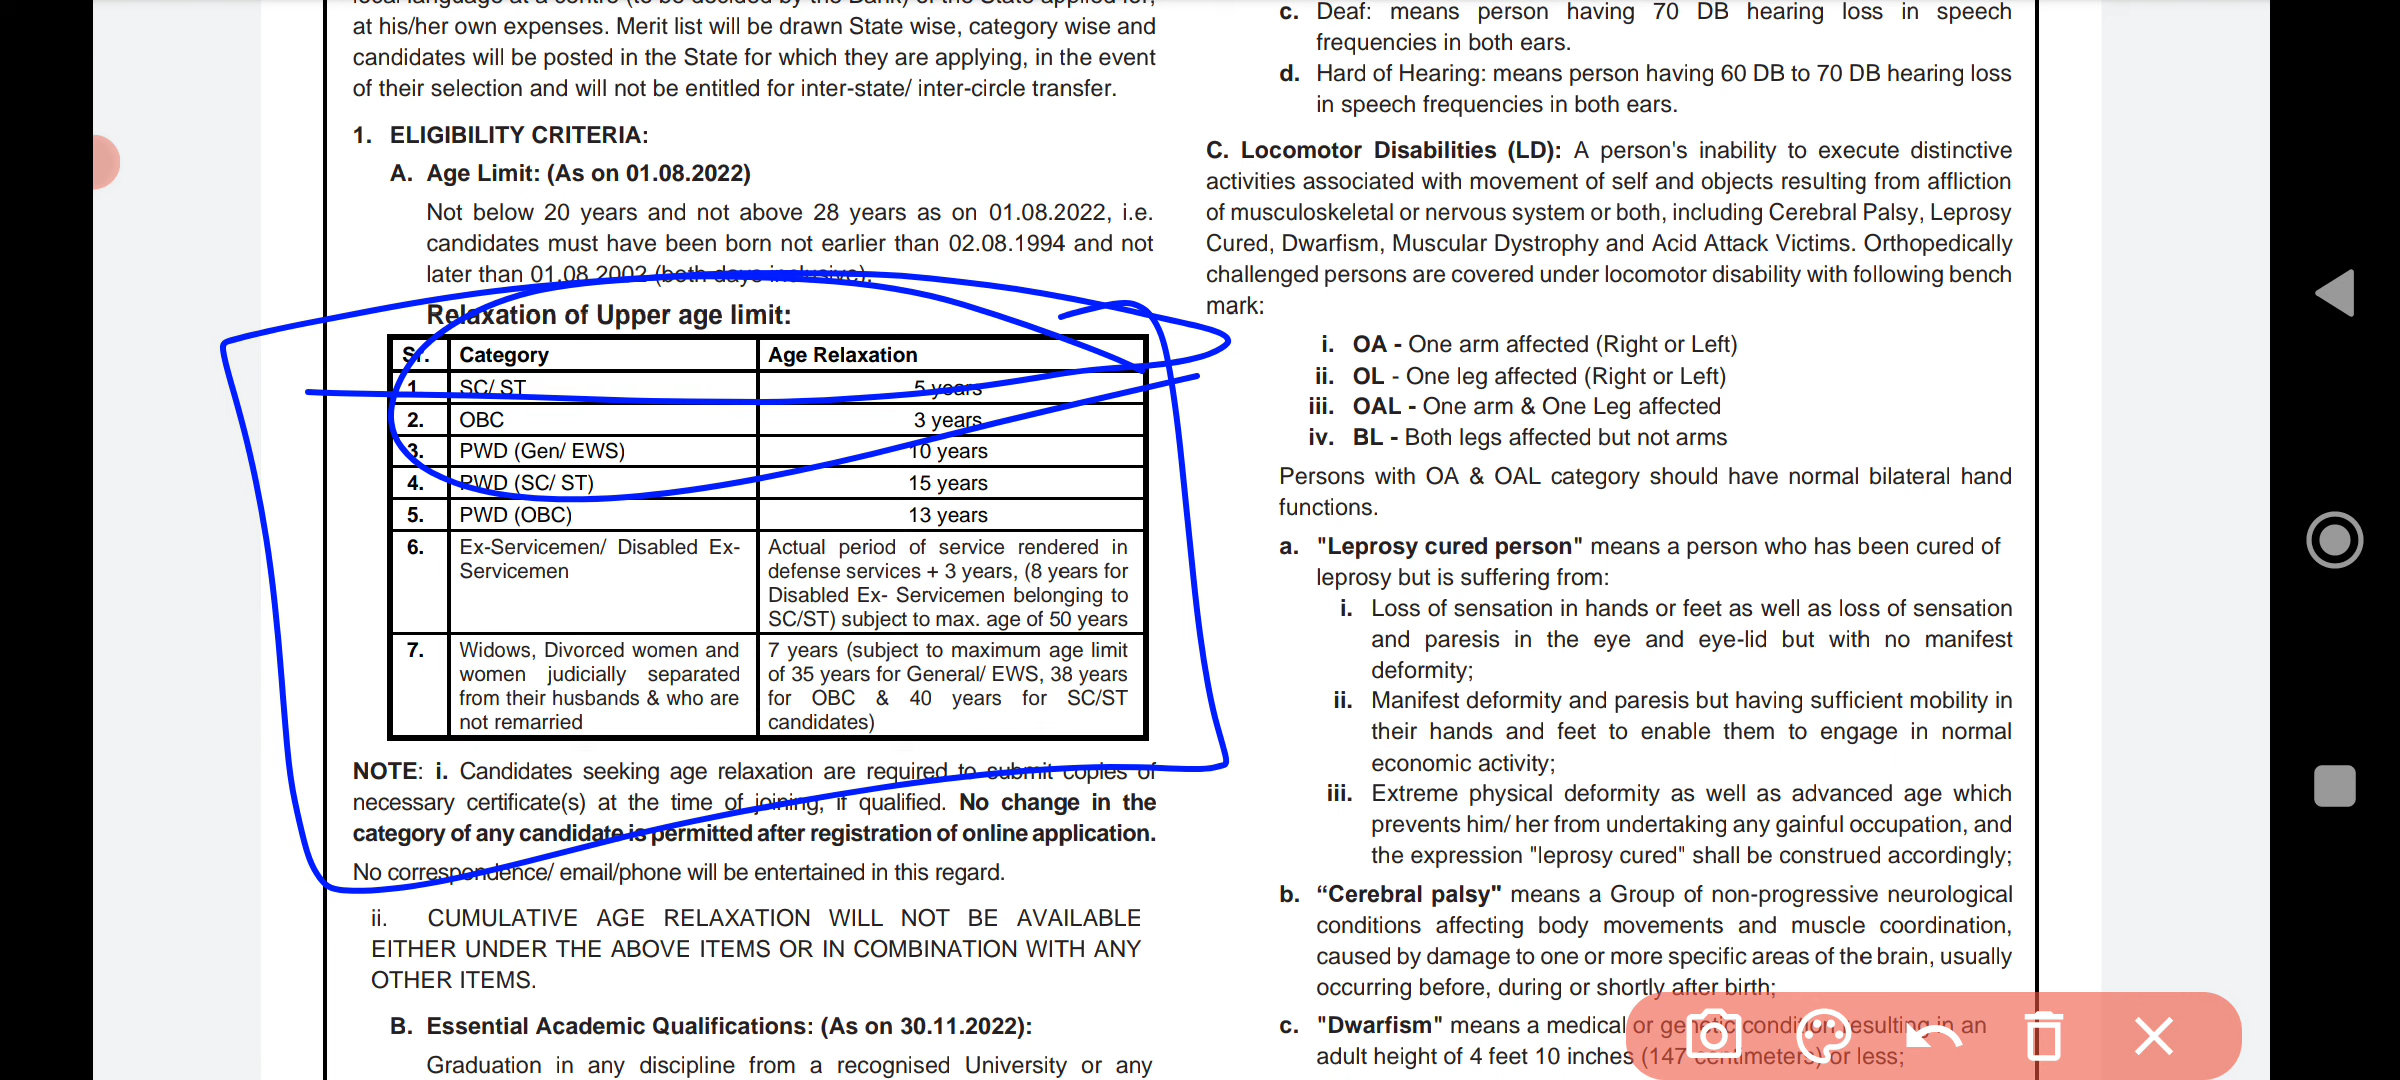 at his/her own expenses. Merit list will be drawn State wise, category wise and
candidates will be posted in the State for which they are applying, in the event
of their selection and will not be entitled for inter-state/ inter-circle transfer.
1. ELIGIBILITY CRITERIA:
A. Age Limit: (As on 01.08.2022)
Not below 20 years and not above 28 years as on 01.08.2022, i.e.
candidates must have been born not earlier than 02.08.1994 and not
later than 01.08.2002 (both days inclusive).
Relaxation of Upper age limit:
Sr. Category Age Relaxation
1. SC/ ST 5 years
2. OBC 3 years
3. PWD (Gen/ EWS) 10 years
4. PWD (SC/ ST) 15 years
5. PWD (OBC) 13 years
6. Ex-Servicemen/ Disabled Ex-
Servicemen
Actual period of service rendered in
defense services + 3 years, (8 years for
Disabled Ex- Servicemen belonging to
SC/ST) subject to max. age of 50 years
7. Widows, Divorced women and
women judicially separated
from their husbands & who are
not remarried
7 years (subject to maximum age limit
of 35 years for General/ EWS, 38 years
for OBC & 40 years for SC/ST
candidates)
NOTE: i. Candidates seeking age relaxation are required to submit copies of
necessary certificate(s) at the time of joining, if qualified. No change in the
category of any candidate is permitted after registration of online application.
No correspondence/ email/phone will be entertained in this regard.
ii. CUMULATIVE AGE RELAXATION WILL NOT BE AVAILABLE
EITHER UNDER THE ABOVE ITEMS OR IN COMBINATION WITH ANY
OTHER ITEMS.
B. Essential Academic Qualifications: (As on 30.11.2022):
Graduation in any discipline from a recognised University or any
c. Deaf: means person having 70 DB hearing loss in speech
frequencies in both ears.
d. Hard of Hearing: means person having 60 DB to 70 DB hearing loss
in speech frequencies in both ears.
C. Locomotor Disabilities (LD): A person's inability to execute distinctive
activities associated with movement of self and objects resulting from affliction
of musculoskeletal or nervous system or both, including Cerebral Palsy, Leprosy
Cured, Dwarfism, Muscular Dystrophy and Acid Attack Victims. Orthopedically
challenged persons are covered under locomotor disability with following bench
mark:
i. OA - One arm affected (Right or Left)
ii. OL - One leg affected (Right or Left)
iii. OAL - One arm & One Leg affected
iv. BL - Both legs affected but not arms
Persons with OA & OAL category should have normal bilateral hand
functions.
a. "Leprosy cured person" means a person who has been cured of
leprosy but is suffering from:
i. Loss of sensation in hands or feet as well as loss of sensation
and paresis in the eye and eye-lid but with no manifest
deformity;
ii. Manifest deformity and paresis but having sufficient mobility in
their hands and feet to enable them to engage in normal
economic activity;
iii. Extreme physical deformity as well as advanced age which
prevents him/ her from undertaking any gainful occupation, and
the expression "leprosy cured" shall be construed accordingly;
b. “Cerebral palsy" means a Group of non-progressive neurological
conditions affecting body movements and muscle coordination,
caused by damage to one or more specific areas of the brain, usually
occurring before, during or shortly after birth;
c. "Dwarfism" means a medical or genetic condition resulting in an
adult height of 4 feet 10 inches (147 centimeters) or less;